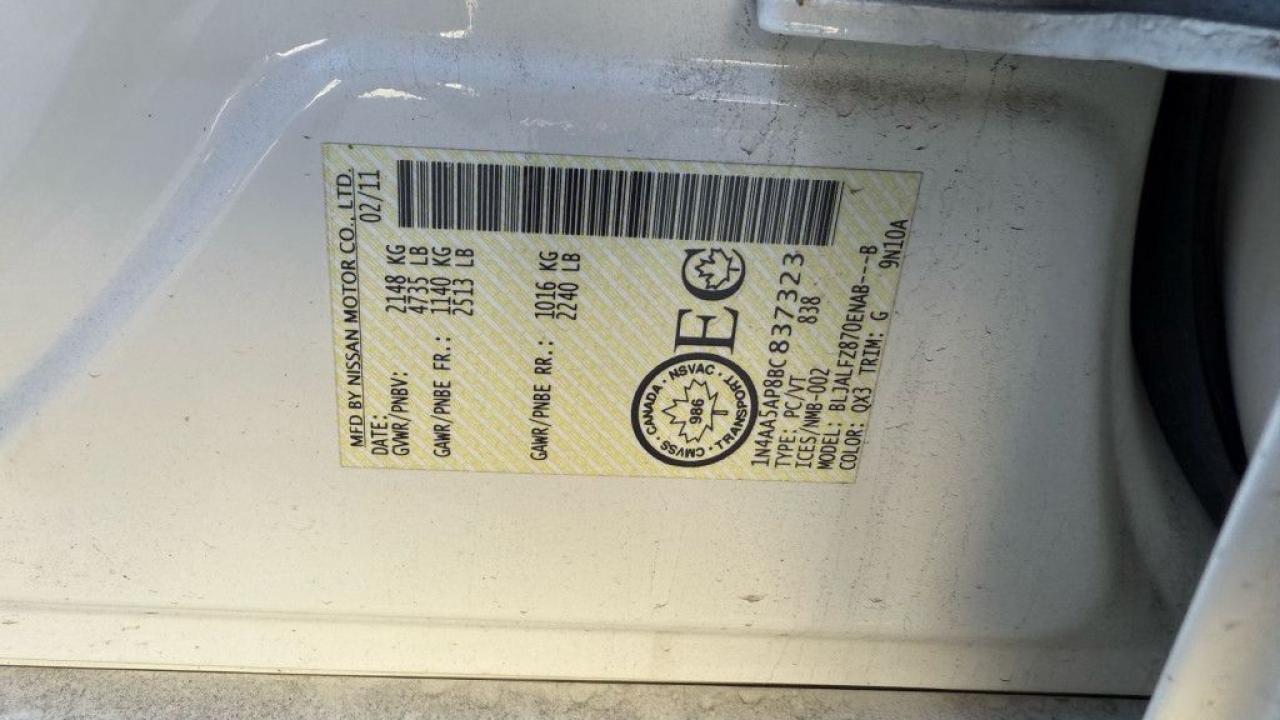 MFD BY NISSAN MOTOR CO., LTD.
DATE: 02/11
GVWR/PNBV: 2148 KG
4735 LB
GAWR/PNBE FR.: 1140 KG
2513 LB
GAWR/PNBE RR.: 1016 KG
2240 LB
CANADA · NSVAC · TRANSPORT · CMVSS ·
986
EC
1N4AA5AP8BC837323
TYPE: PC/VT 838
ICES/NMB-002
MODEL: BLJALFZ870ENAB---B
COLOR: QX3 TRIM: G 9N10A